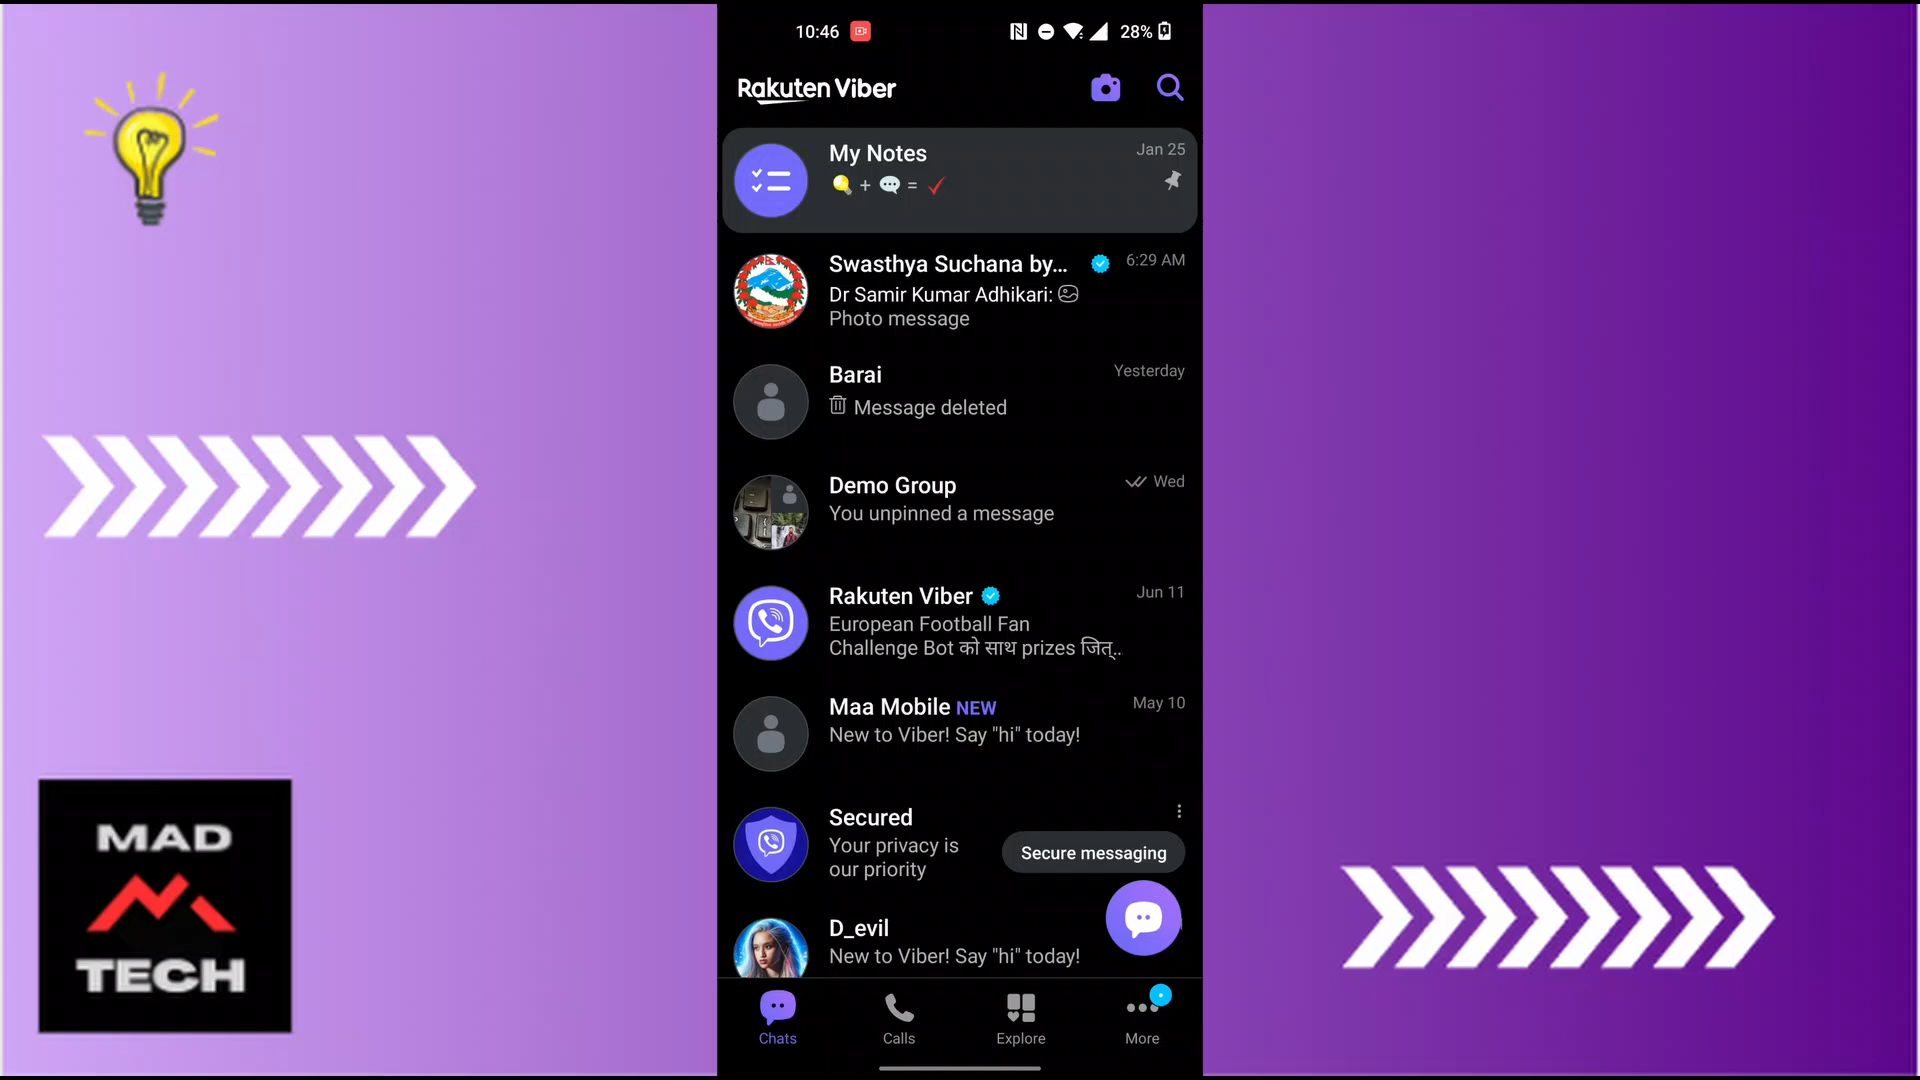 10:46
28%
Rakuten Viber
My Notes
Jan 25
+ = 
Swasthya Suchana by...
6:29 AM
Dr Samir Kumar Adhikari:
Photo message
Barai
Yesterday
Message deleted
Demo Group
Wed
You unpinned a message
Rakuten Viber
Jun 11
European Football Fan
Challenge Bot को साथ prizes जित्..
Maa Mobile NEW
May 10
New to Viber! Say "hi" today!
Secured
Your privacy is
our priority
Secure messaging
D_evil
New to Viber! Say "hi" today!
Chats
Calls
Explore
More
MAD
TECH